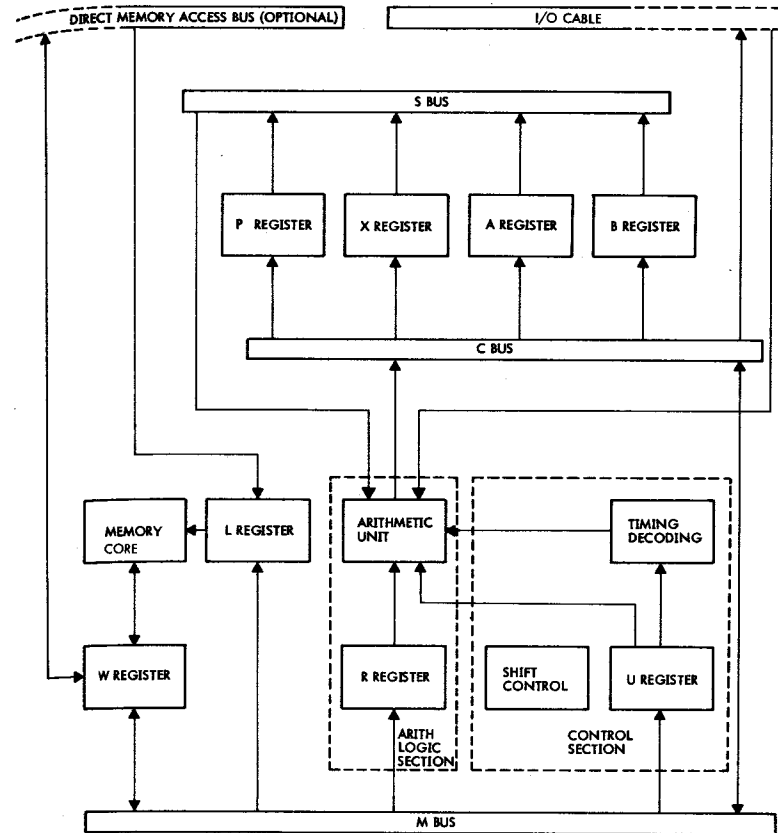 DIRECT MEMORY ACCESS BUS (OPTIONAL)
I/O CABLE
S BUS
P REGISTER
X REGISTER
A REGISTER
B REGISTER
C BUS
MEMORY
CORE
L REGISTER
ARITHMETIC
UNIT
TIMING
DECODING
W REGISTER
R REGISTER
SHIFT
CONTROL
U REGISTER
ARITH
LOGIC
SECTION
CONTROL
SECTION
M BUS